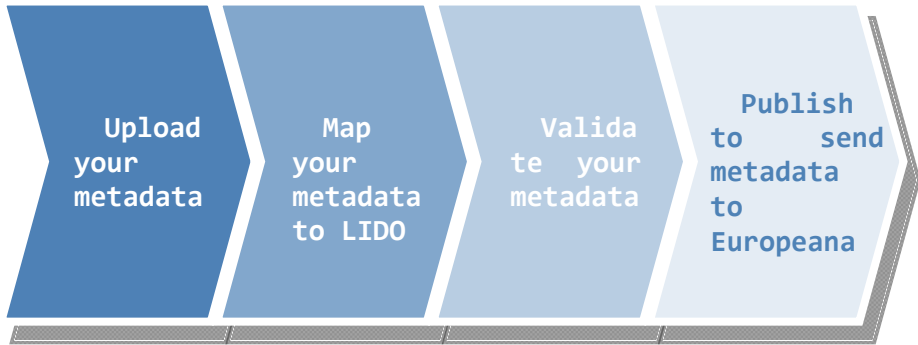 Upload
your
metadata
Map
your
metadata
to LIDO
Valida
te your
metadata
Publish
to send
metadata
to
Europeana